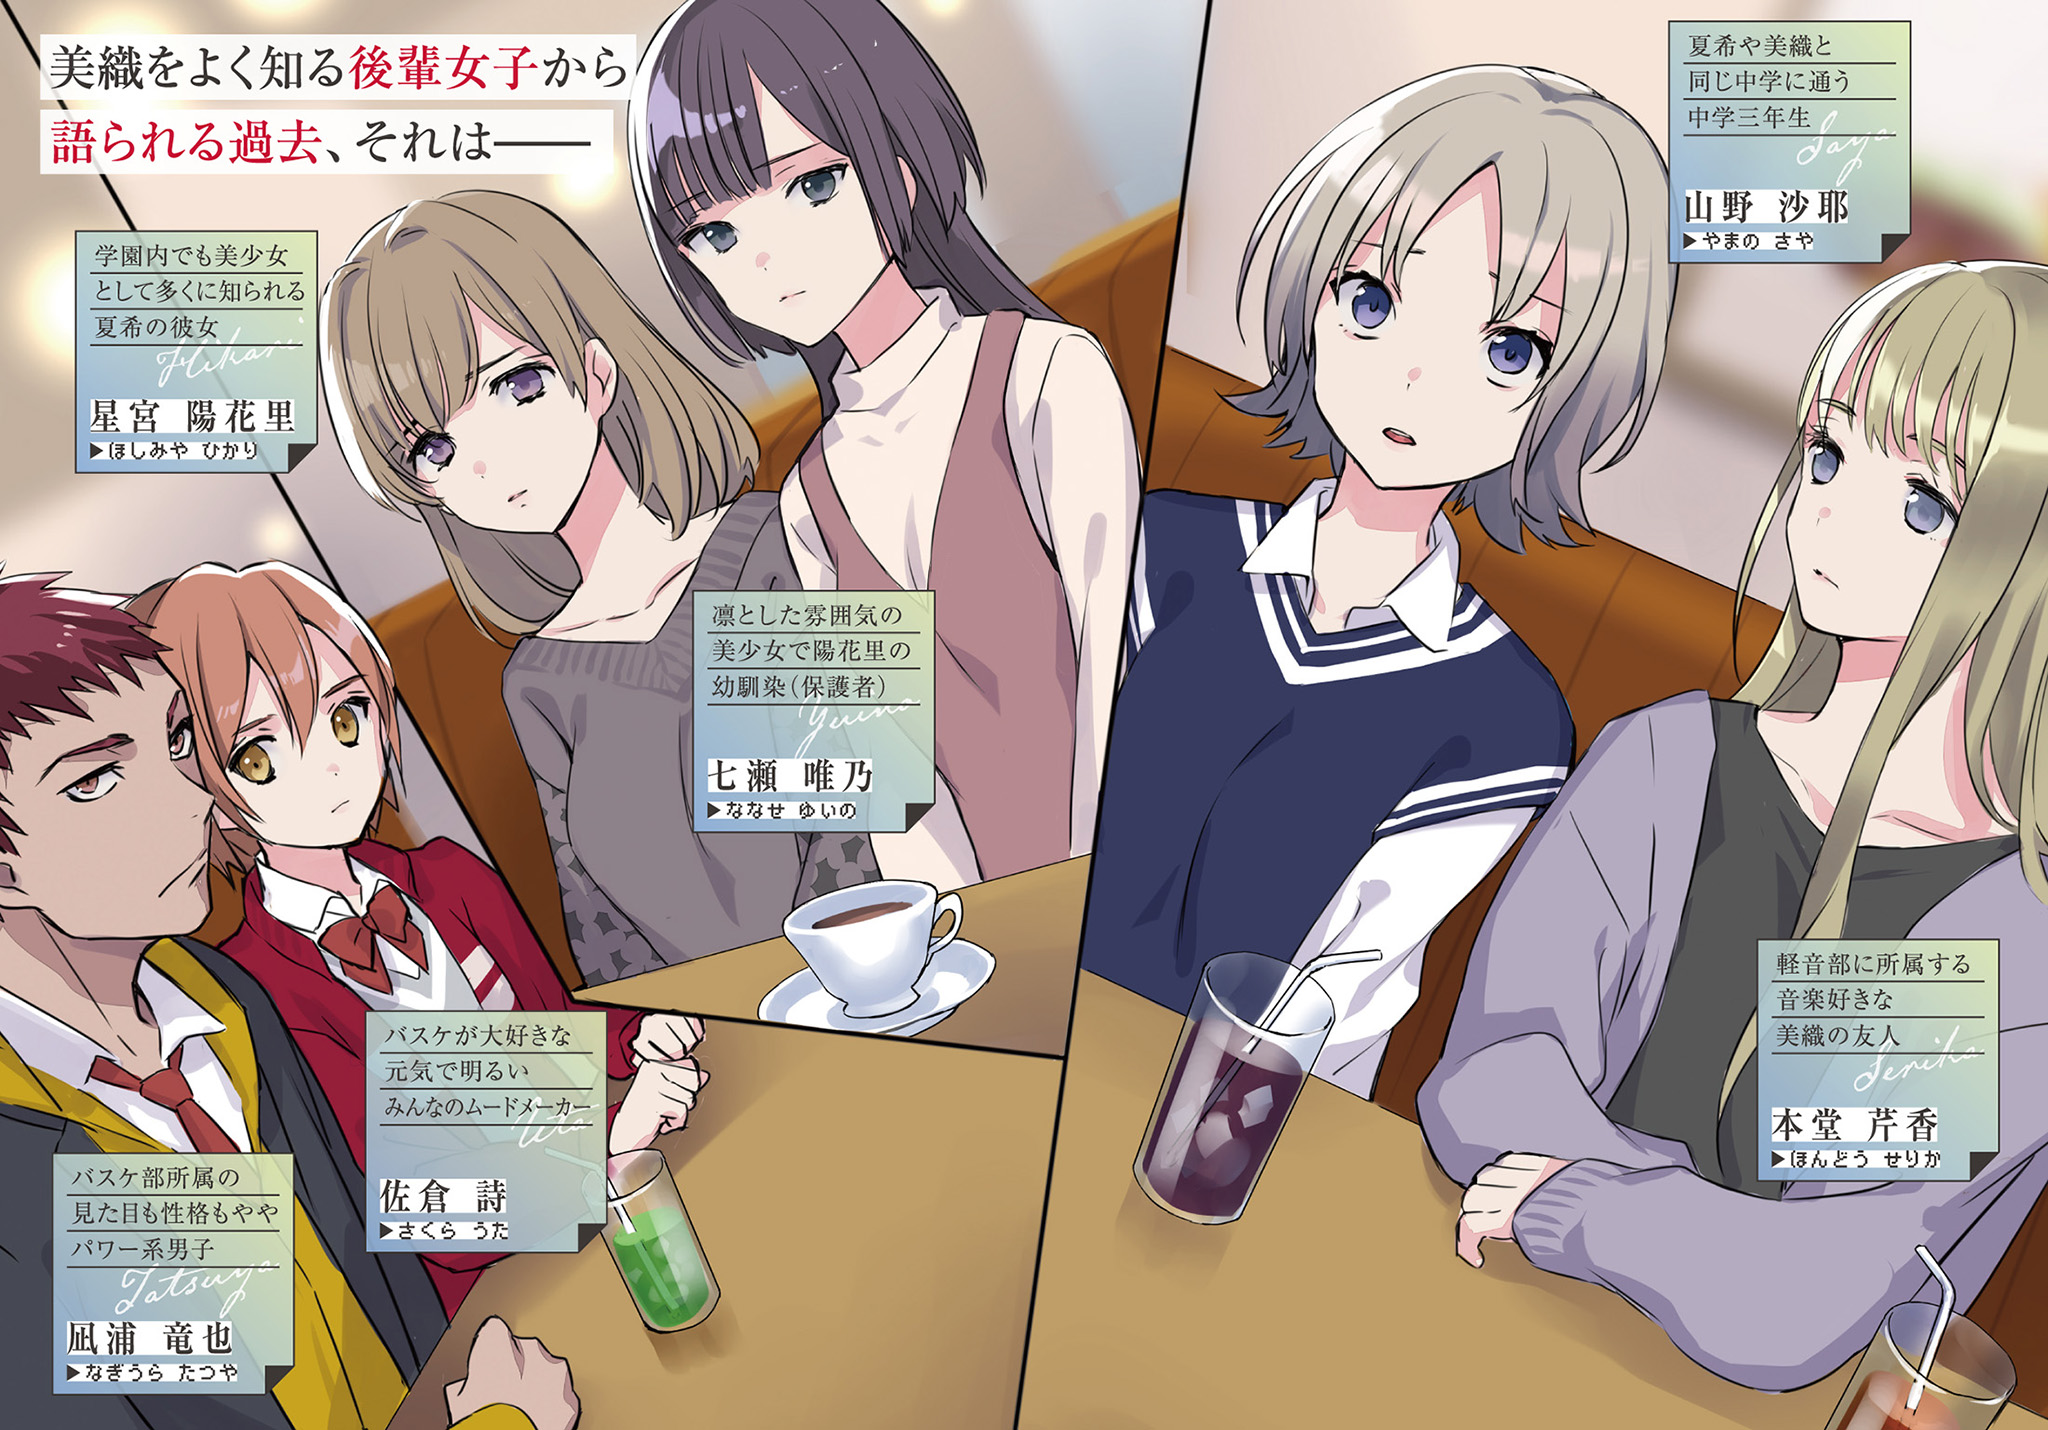 美織をよく知る後輩女子から
語られる過去、それは――
学園内でも美少女
として多くに知られる
夏希の彼女
Hikari
星宮 陽花里
▶ほしみや ひかり
凛とした雰囲気の
美少女で陽花里の
幼馴染（保護者）
Yuino
七瀬 唯乃
▶ななせ ゆいの
夏希や美織と
同じ中学に通う
中学三年生
Saya
山野 沙耶
▶やまの さや
バスケが大好きな
元気で明るい
みんなのムードメーカー
Uta
佐倉 詩
▶さくら うた
バスケ部所属の
見た目も性格もやや
パワー系男子
Tatsuya
凪浦 竜也
▶なぎうら たつや
軽音部に所属する
音楽好きな
美織の友人
Serika
本堂 芹香
▶ほんどう せりか